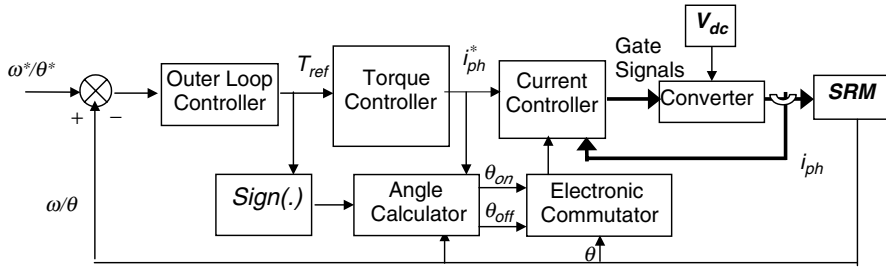 ω*/θ*
+
−
Outer Loop
Controller
T_ref
Torque
Controller
i*_ph
Current
Controller
Gate
Signals
V_dc
Converter
SRM
i_ph
ω/θ
Sign(.)
Angle
Calculator
θ_on
θ_off
Electronic
Commutator
θ